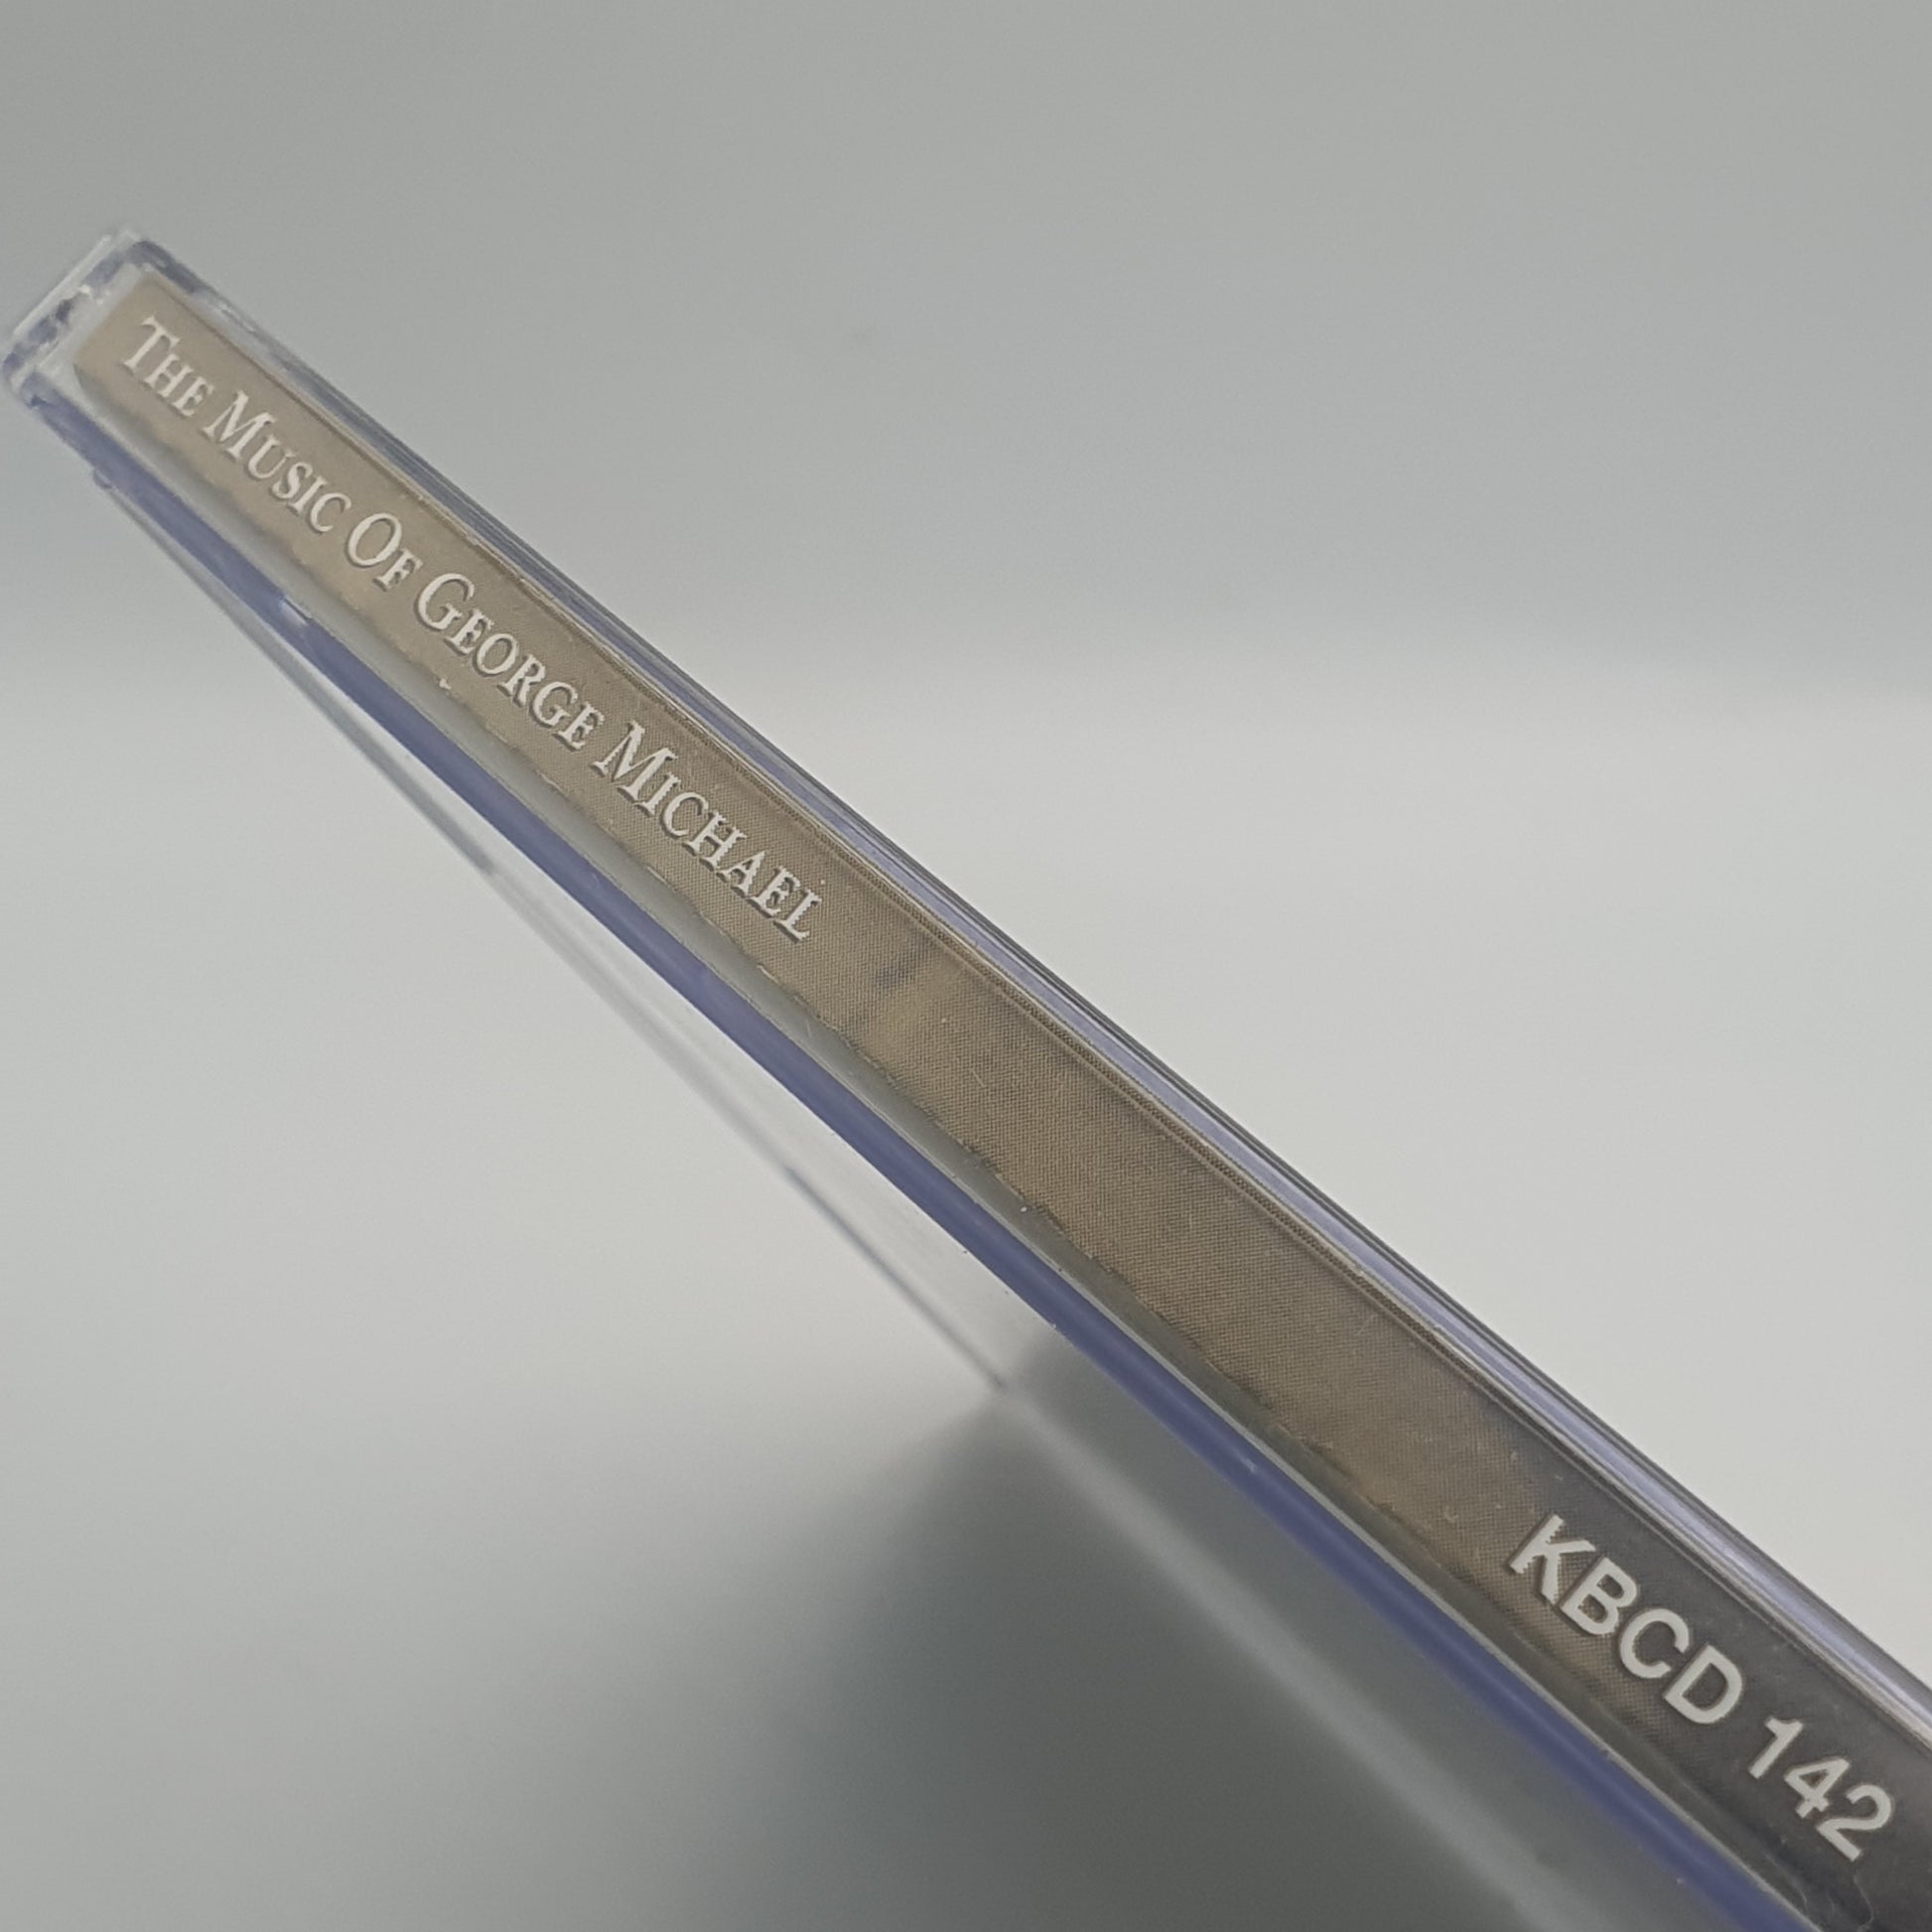 THE MUSIC OF GEORGE MICHAEL
KBCD 142